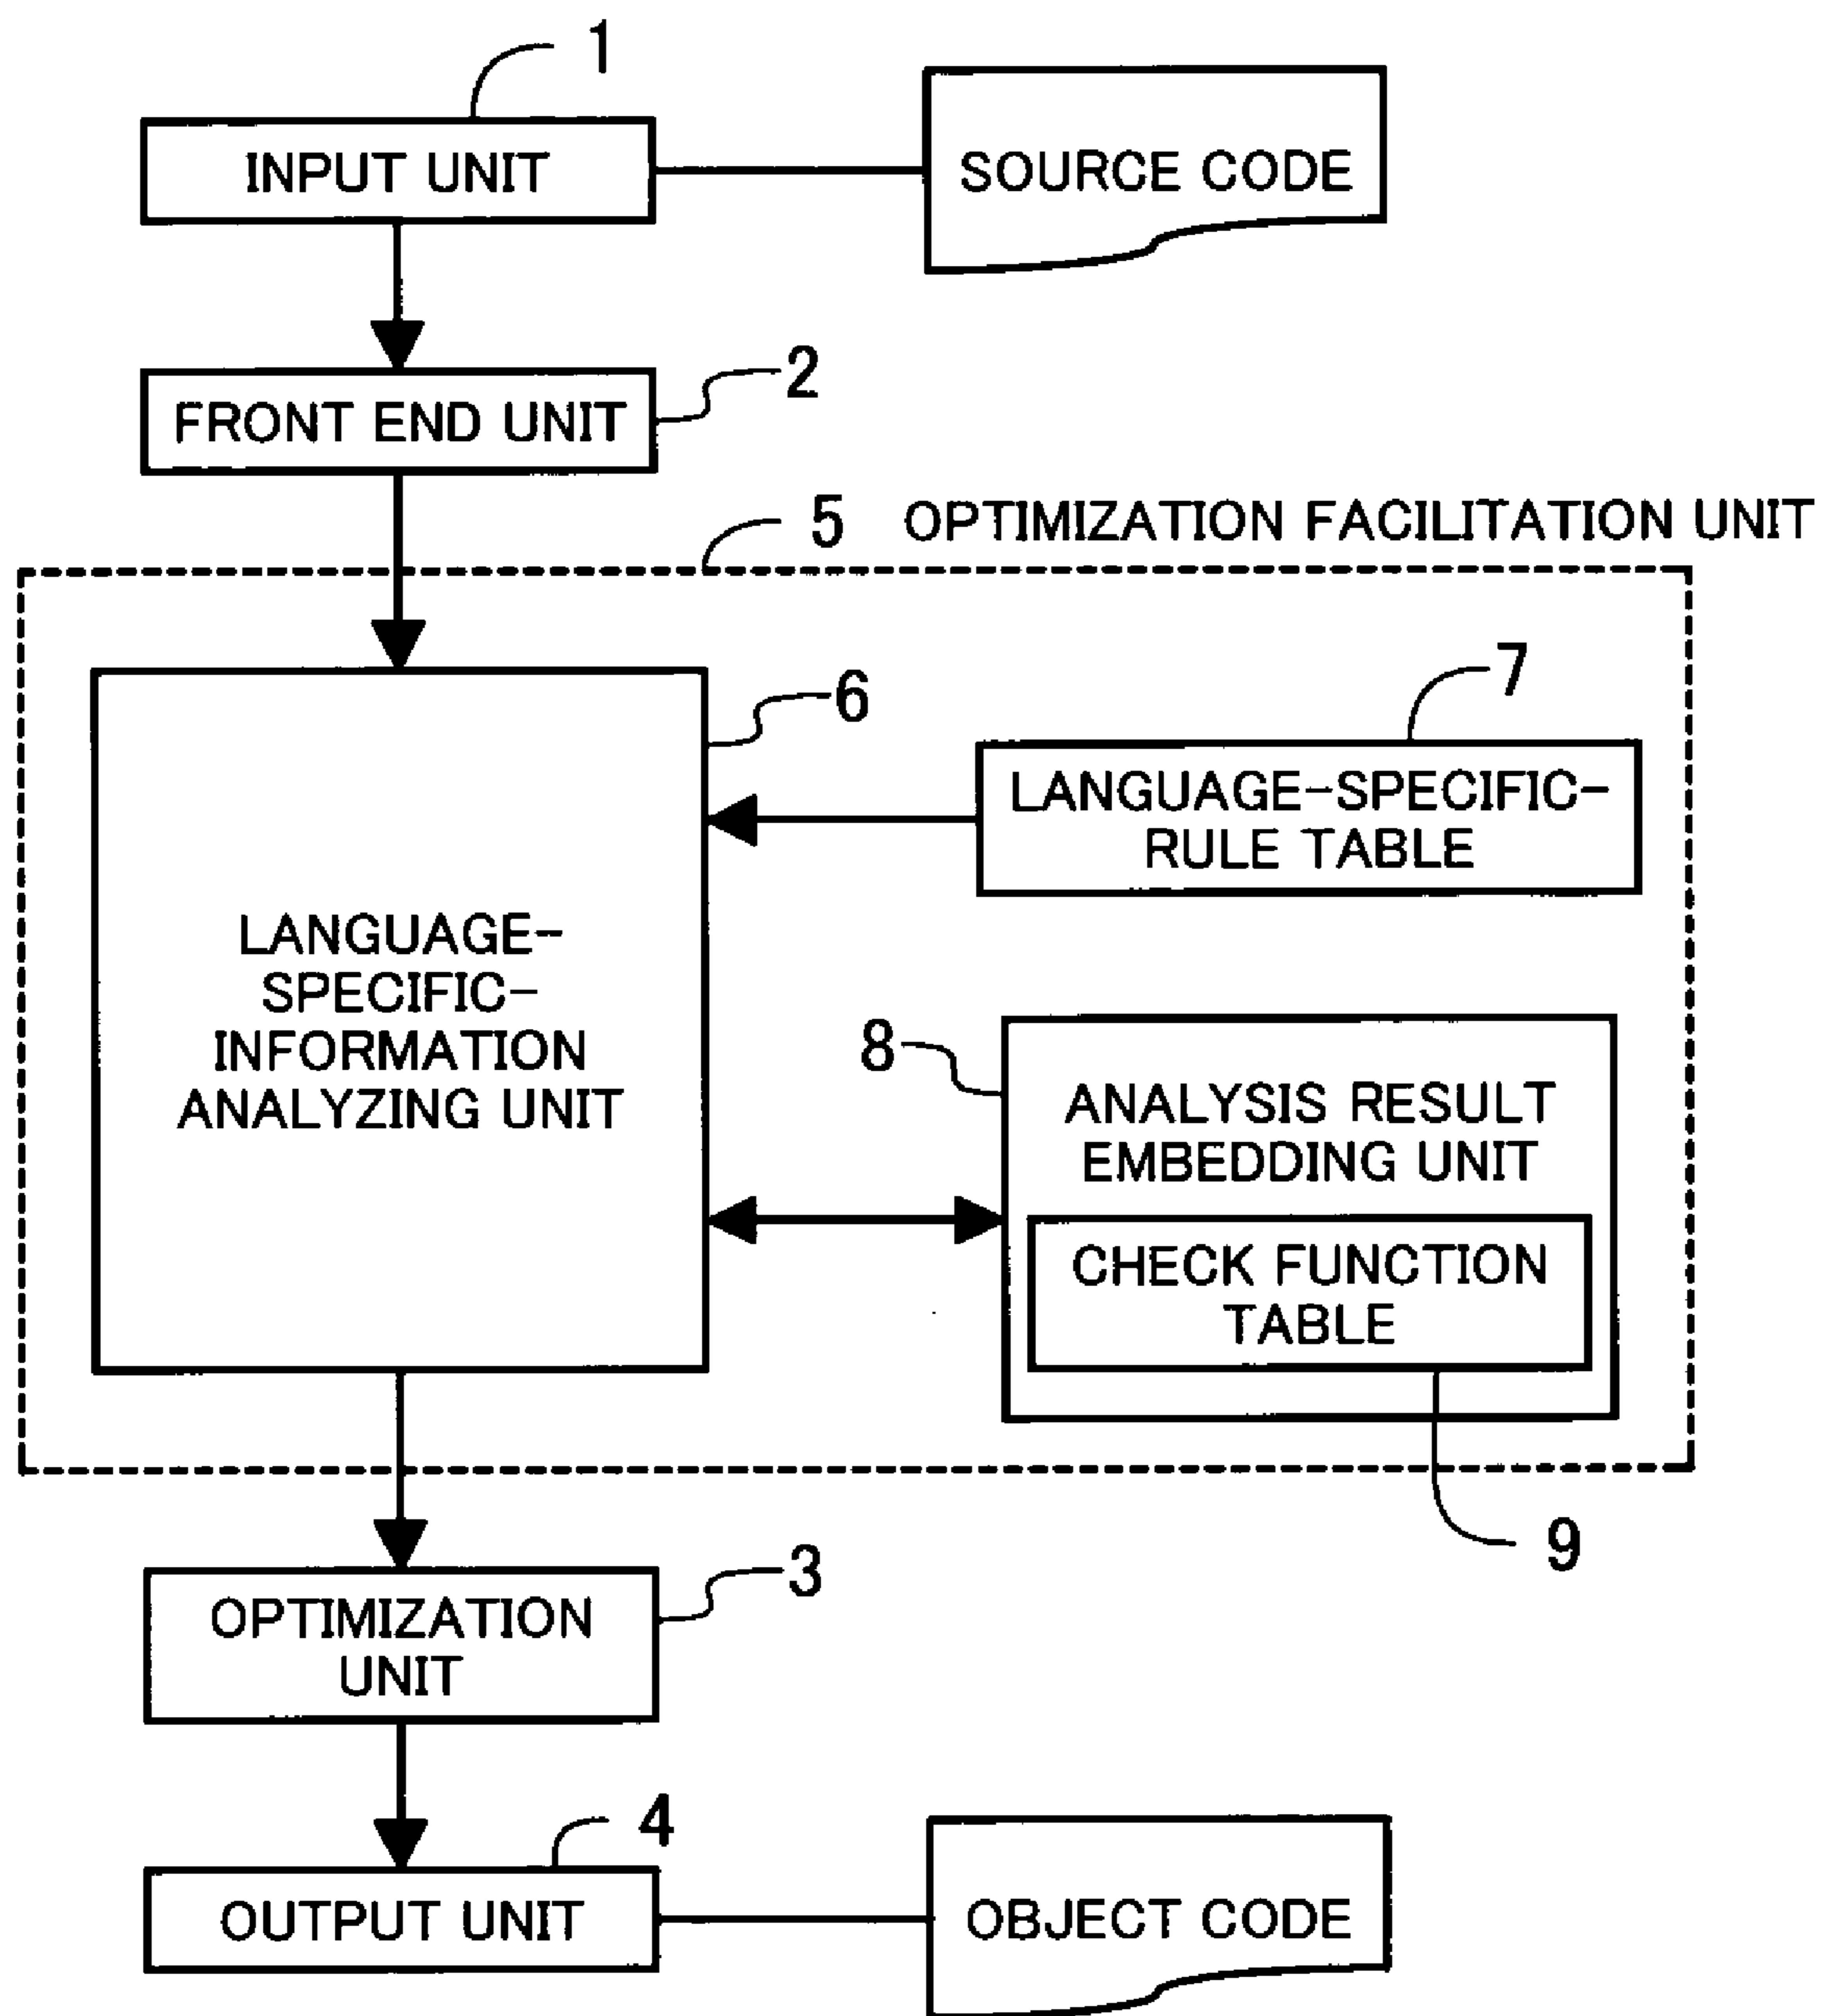 1
INPUT UNIT
SOURCE CODE
2
FRONT END UNIT
5 OPTIMIZATION FACILITATION UNIT
6
7
LANGUAGE-SPECIFIC-
RULE TABLE
LANGUAGE-
SPECIFIC-
INFORMATION
ANALYZING UNIT
8
ANALYSIS RESULT
EMBEDDING UNIT
CHECK FUNCTION
TABLE
9
3
OPTIMIZATION
UNIT
4
OUTPUT UNIT
OBJECT CODE